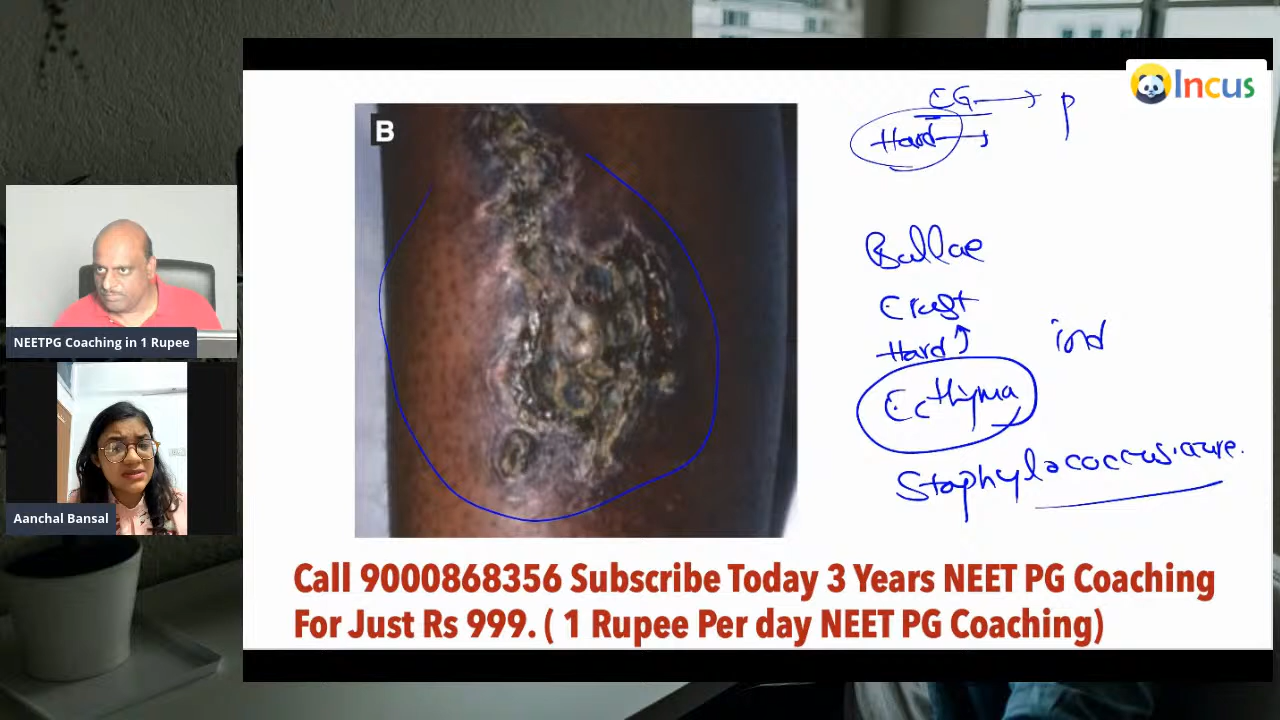 Incus
B
EG → p
Hard →
Bullae
Crust
Hard ↑
ind
Ecthyma
Staphylococcus.aure.
NEETPG Coaching in 1 Rupee
Aanchal Bansal
Call 9000868356 Subscribe Today 3 Years NEET PG Coaching
For Just Rs 999. ( 1 Rupee Per day NEET PG Coaching)